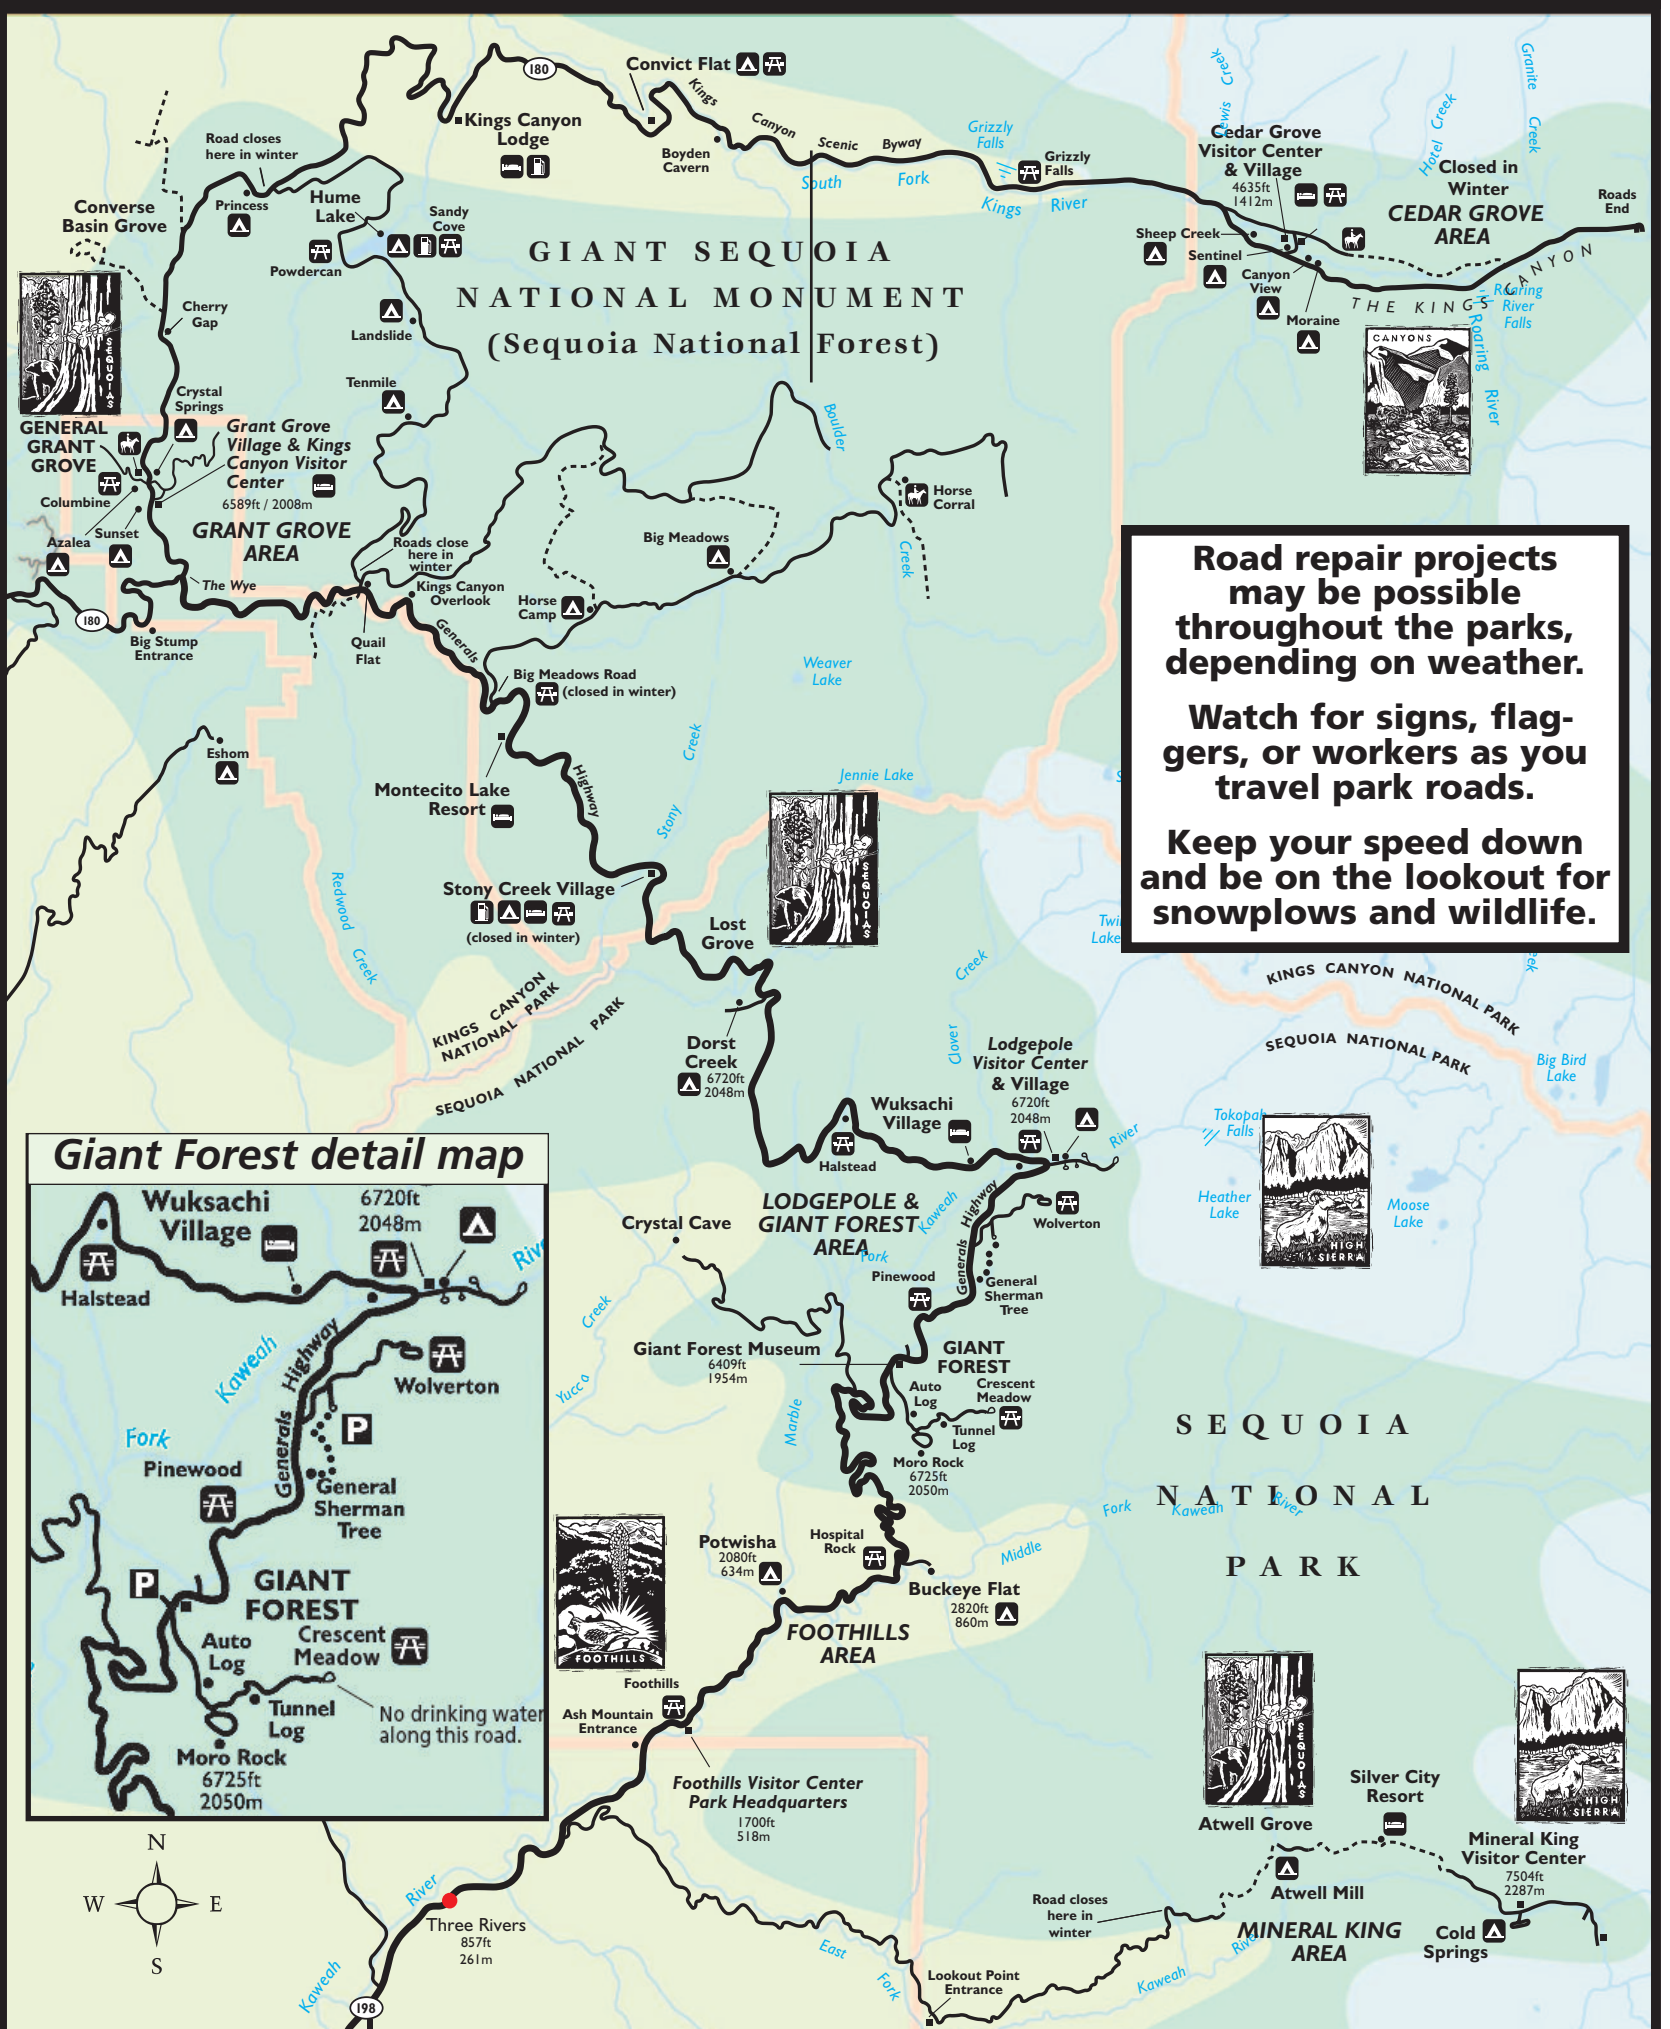 180
Convict Flat
Kings
Canyon
Scenic
Byway
Kings Canyon
Lodge
Boyden
Cavern
Grizzly
Falls
Grizzly
Falls
South
Fork
Kings
River
Lewis Creek
Hotel Creek
Granite
Creek
Cedar Grove
Visitor Center
& Village
4635ft
1412m
Closed in
Winter
CEDAR GROVE
AREA
Roads
End
Sheep Creek
Sentinel
Canyon
View
Moraine
THE KINGS CANYON
Roaring
River
Falls
Roaring
River
CANYONS
Road closes
here in winter
Princess
Hume
Lake
Sandy
Cove
Powdercan
Converse
Basin Grove
Cherry
Gap
Landslide
Tenmile
SEQUOIAS
GIANT SEQUOIA
NATIONAL MONUMENT
(Sequoia National Forest)
Crystal
Springs
GENERAL
GRANT
GROVE
Grant Grove
Village & Kings
Canyon Visitor
Center
6589ft / 2008m
Columbine
Azalea
Sunset
GRANT GROVE
AREA
The Wye
180
Big Stump
Entrance
Roads close
here in
winter
Kings Canyon
Overlook
Quail
Flat
Generals
Horse
Camp
Big Meadows
Horse
Corral
Boulder
Creek
Big Meadows Road
(closed in winter)
Weaver
Lake
Eshom
Montecito Lake
Resort
Highway
Stony
Creek
Jennie Lake
Stony Creek Village
(closed in winter)
Redwood
Creek
Lost
Grove
SEQUOIAS
Road repair projects
may be possible
throughout the parks,
depending on weather.
Watch for signs, flag-
gers, or workers as you
travel park roads.
Keep your speed down
and be on the lookout for
snowplows and wildlife.
KINGS CANYON
NATIONAL PARK
SEQUOIA NATIONAL PARK
KINGS CANYON NATIONAL PARK
SEQUOIA NATIONAL PARK
Big Bird
Lake
Dorst
Creek
6720ft
2048m
Clover
Creek
Lodgepole
Visitor Center
& Village
6720ft
2048m
Wuksachi
Village
Halstead
River
Tokopah
Falls
Heather
Lake
Moose
Lake
HIGH
SIERRA
LODGEPOLE &
GIANT FOREST
AREA
Kaweah
Fork
Generals
Highway
Wolverton
Crystal Cave
Pinewood
General
Sherman
Tree
Yucca
Creek
Giant Forest Museum
6409ft
1954m
GIANT
FOREST
Auto
Log
Crescent
Meadow
Tunnel
Log
Moro Rock
6725ft
2050m
Marble
SEQUOIA
NATIONAL
PARK
Fork
Kaweah
River
Middle
Giant Forest detail map
Wuksachi
Village
6720ft
2048m
Halstead
Kaweah
Fork
Generals
Highway
Wolverton
P
Pinewood
General
Sherman
Tree
P
GIANT
FOREST
Auto
Log
Crescent
Meadow
Tunnel
Log
No drinking water
along this road.
Moro Rock
6725ft
2050m
Potwisha
2080ft
634m
Hospital
Rock
Buckeye Flat
2820ft
860m
FOOTHILLS
FOOTHILLS
AREA
Foothills
Ash Mountain
Entrance
Foothills Visitor Center
Park Headquarters
1700ft
518m
N
W
E
S
River
Three Rivers
857ft
261m
Kaweah
198
East
Fork
Kaweah
River
Lookout Point
Entrance
Road closes
here in
winter
SEQUOIAS
Atwell Grove
Atwell Mill
MINERAL KING
AREA
Silver City
Resort
HIGH
SIERRA
Mineral King
Visitor Center
7504ft
2287m
Cold
Springs